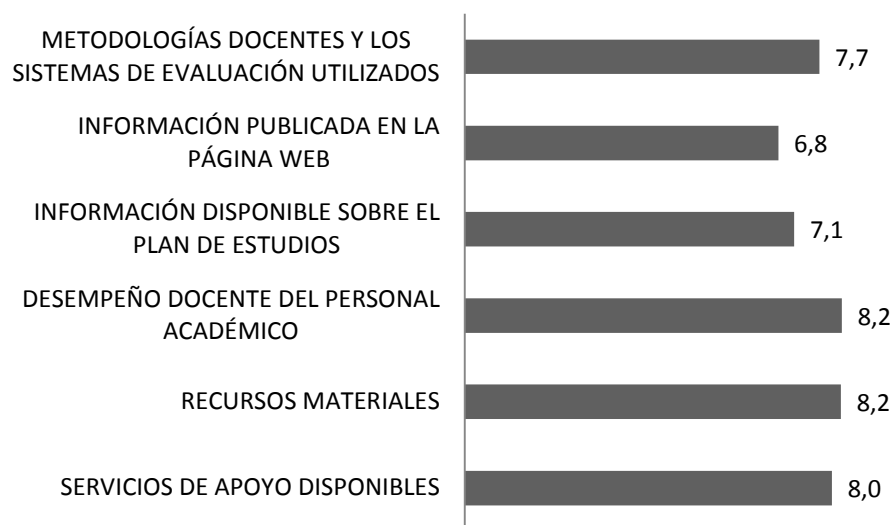 METODOLOGÍAS DOCENTES Y LOS
SISTEMAS DE EVALUACIÓN UTILIZADOS
7,7
INFORMACIÓN PUBLICADA EN LA
PÁGINA WEB
6,8
INFORMACIÓN DISPONIBLE SOBRE EL
PLAN DE ESTUDIOS
7,1
DESEMPEÑO DOCENTE DEL PERSONAL
ACADÉMICO
8,2
RECURSOS MATERIALES
8,2
SERVICIOS DE APOYO DISPONIBLES
8,0